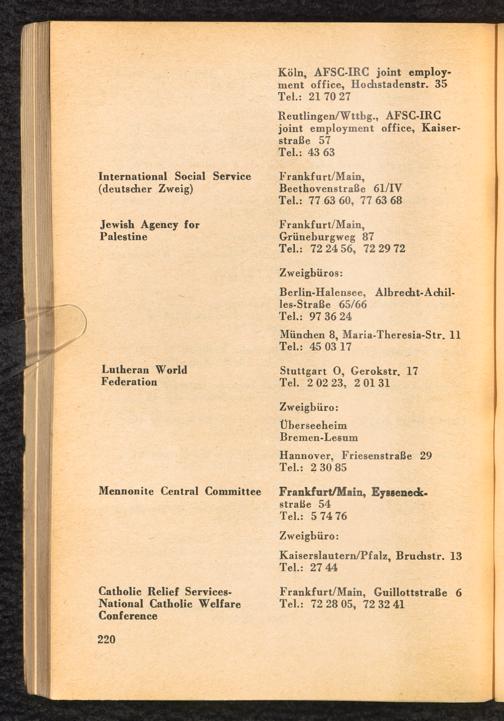 Köln, AFSC-IRC joint employ-
ment office, Hochstadenstr. 35
Tel.: 21 70 27
Reutlingen/Wttbg., AFSC-IRC
joint employment office, Kaiser-
straße 57
Tel.: 43 63
International Social Service
(deutscher Zweig)
Frankfurt/Main,
Beethovenstraße 61/IV
Tel.: 77 63 60, 77 63 68
Jewish Agency for
Palestine
Frankfurt/Main,
Grüneburgweg 87
Tel.: 72 24 56, 72 29 72
Zweigbüros:
Berlin-Halensee, Albrecht-Achil-
les-Straße 65/66
Tel.: 97 36 24
München 8, Maria-Theresia-Str. 11
Tel.: 45 03 17
Lutheran World
Federation
Stuttgart O, Gerokstr. 17
Tel. 2 02 23, 2 01 31
Zweigbüro:
Überseeheim
Bremen-Lesum
Hannover, Friesenstraße 29
Tel.: 2 30 85
Mennonite Central Committee
Frankfurt/Main, Eysseneck-
straße 54
Tel.: 5 74 76
Zweigbüro:
Kaiserslautern/Pfalz, Bruchstr. 13
Tel.: 27 44
Catholic Relief Services-
National Catholic Welfare
Conference
Frankfurt/Main, Guillottstraße 6
Tel.: 72 28 05, 72 32 41
220